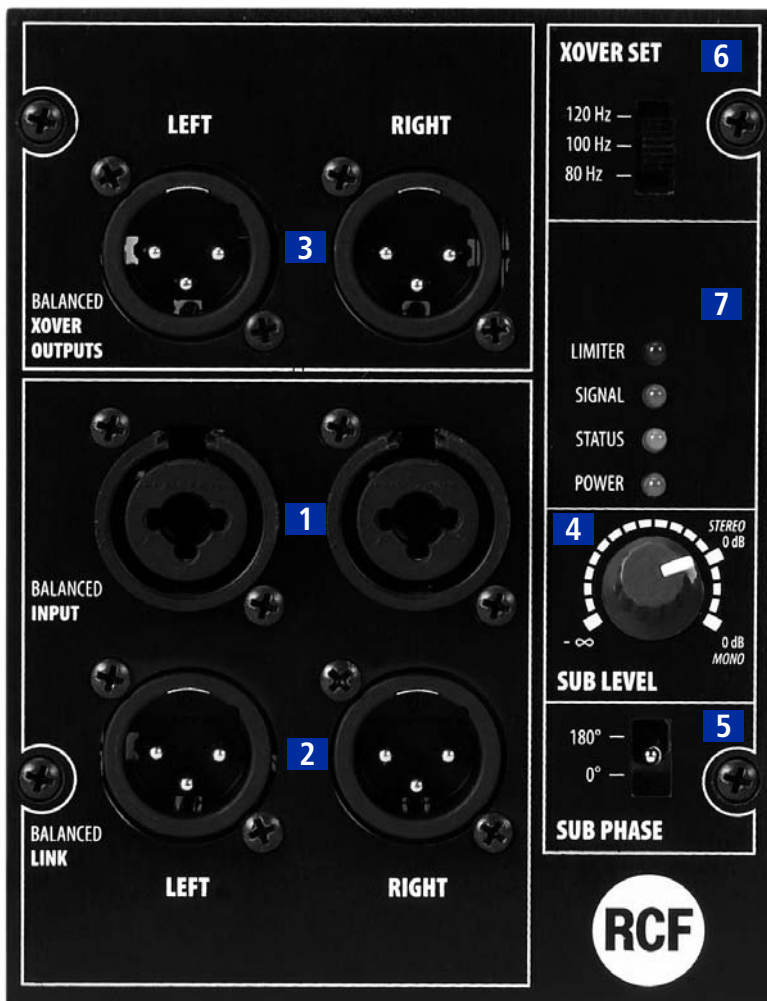 LEFT
RIGHT
3
BALANCED
XOVER
OUTPUTS
1
BALANCED
INPUT
2
BALANCED
LINK
LEFT
RIGHT
XOVER SET
6
120 Hz
100 Hz
80 Hz
7
LIMITER
SIGNAL
STATUS
POWER
4
STEREO
0 dB
- ∞
0 dB
MONO
SUB LEVEL
5
180°
0°
SUB PHASE
RCF